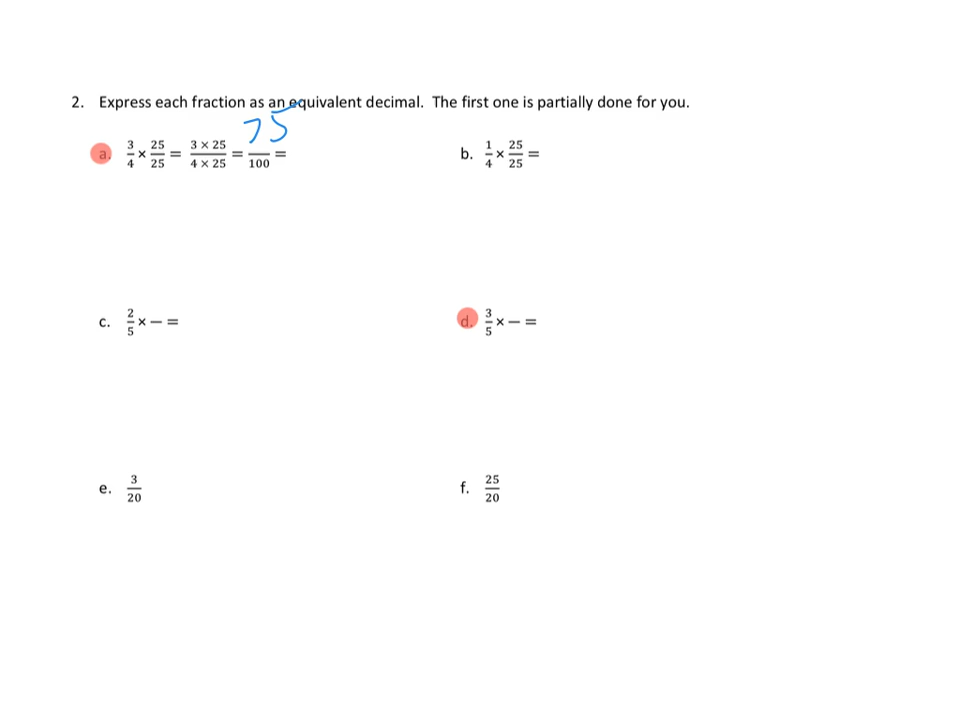 2. Express each fraction as an equivalent decimal. The first one is partially done for you.
a. 3/4 × 25/25 = 3 × 25/4 × 25 = 75/100 =
b. 1/4 × 25/25 =
c. 2/5 × — =
d. 3/5 × — =
e. 3/20
f. 25/20